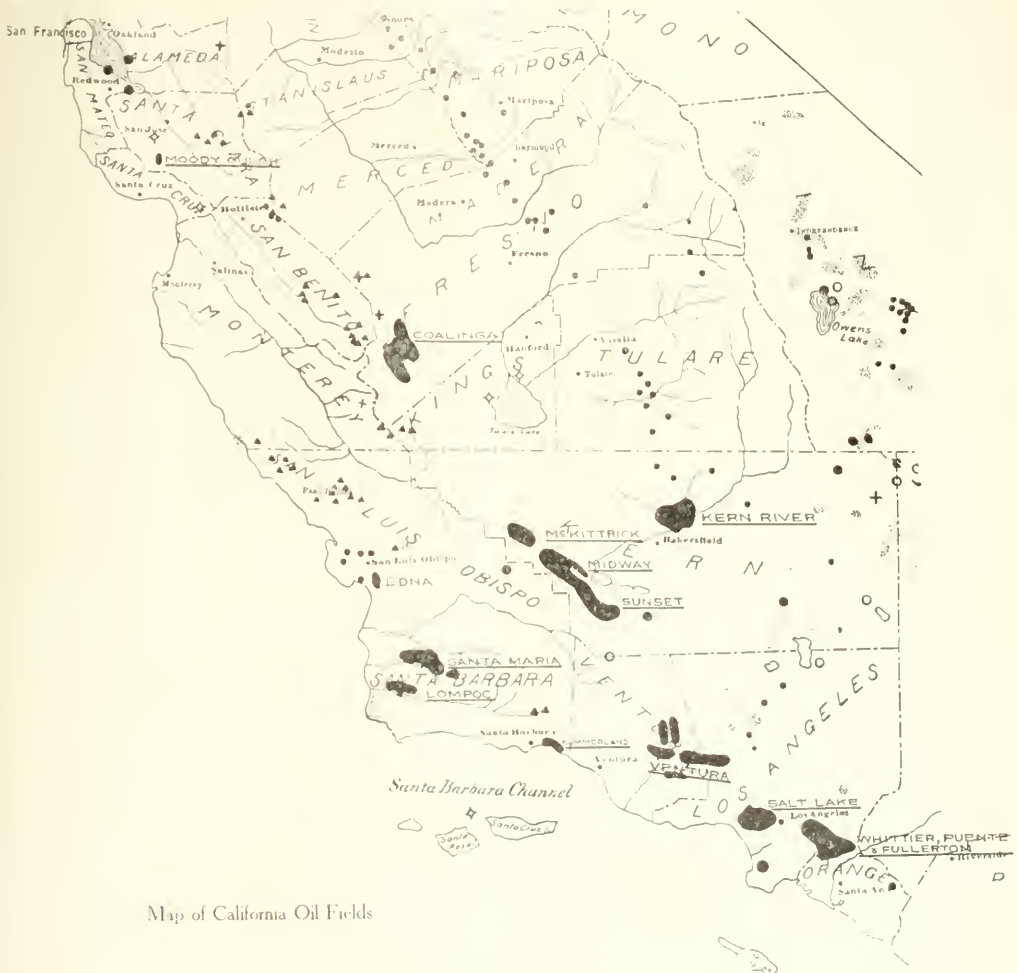 MONO
San Francisco
Oakland
ALAMEDA
Modesto
STANISLAUS
Redwood
SAN MATEO
SANTA CLARA
San Jose
Mariposa
Raymond
MOODY
Merced
MERCED
SANTA CRUZ
Santa Cruz
Madera
MADERA
Hollister
SAN BENITO
Salinas
Monterey
MONTEREY
FRESNO
Fresno
Independence
Owens
Lake
COALINGA
Hanford
KINGS
Visalia
TULARE
Tulare
SAN LUIS OBISPO
KERN RIVER
McKITTRICK
Bakersfield
KERN
MIDWAY
SUNSET
San Luis Obispo
EDNA
SANTA MARIA
SANTA BARBARA
LOMPOC
Santa Barbara
SUMMERLAND
Ventura
VENTURA
LOS ANGELES
Santa Barbara Channel
Santa Cruz
Santa
Rosa
SALT LAKE
Los Angeles
WHITTIER, PUENTE
& FULLERTON
Riverside
ORANGE
Santa An
Map of California Oil Fields